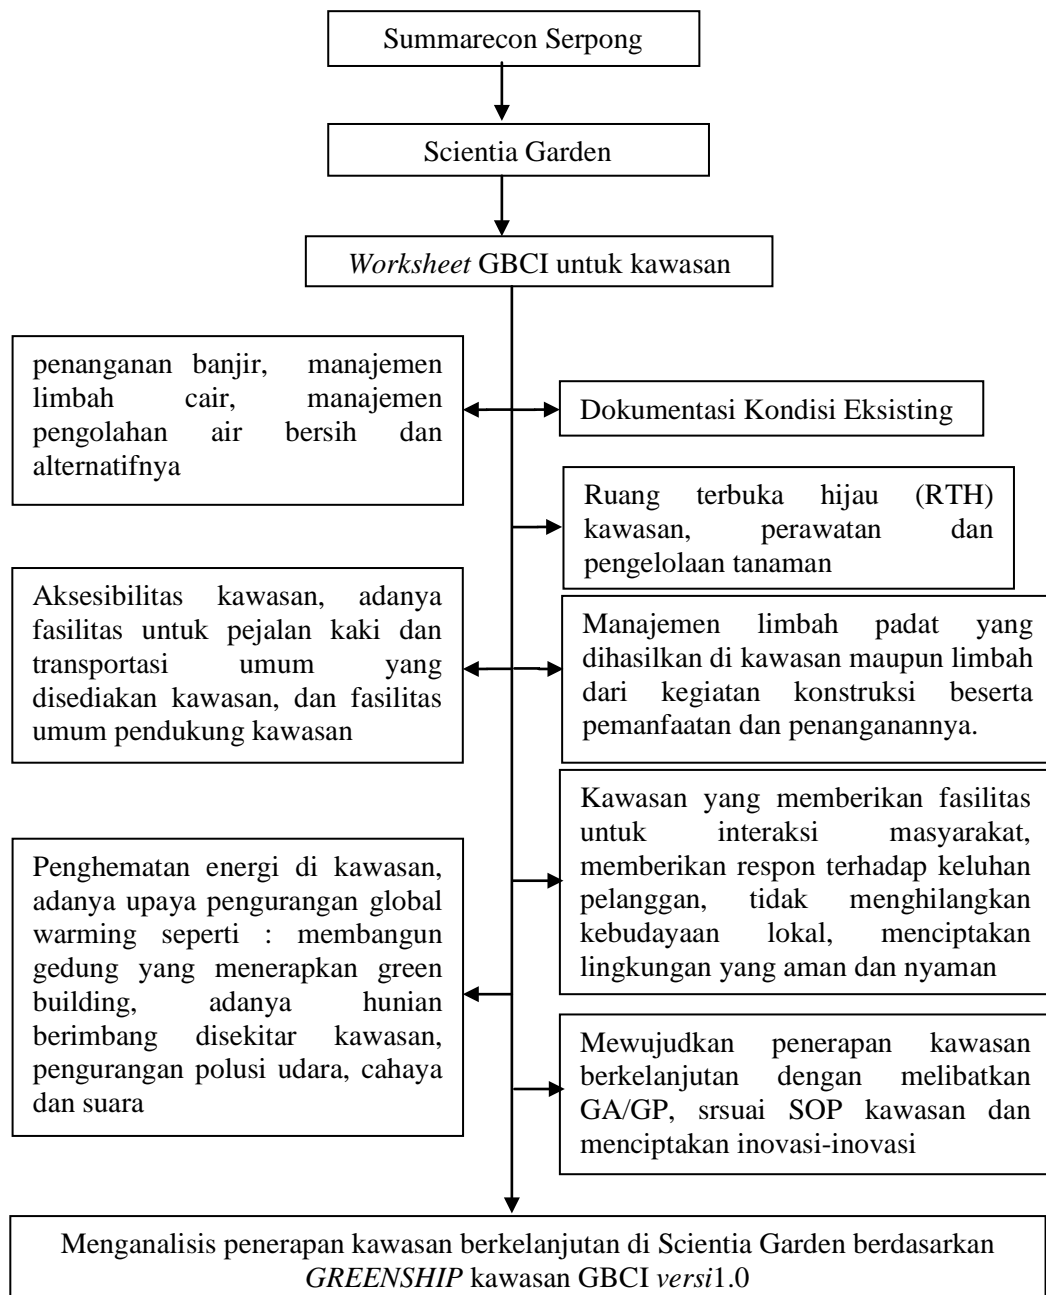 Summarecon Serpong
Scientia Garden
Worksheet GBCI untuk kawasan
penanganan banjir, manajemen
limbah cair, manajemen
pengolahan air bersih dan
alternatifnya
Dokumentasi Kondisi Eksisting
Ruang terbuka hijau (RTH)
kawasan, perawatan dan
pengelolaan tanaman
Aksesibilitas kawasan, adanya
fasilitas untuk pejalan kaki dan
transportasi umum yang
disediakan kawasan, dan fasilitas
umum pendukung kawasan
Manajemen limbah padat yang
dihasilkan di kawasan maupun limbah
dari kegiatan konstruksi beserta
pemanfaatan dan penanganannya.
Kawasan yang memberikan fasilitas
untuk interaksi masyarakat,
memberikan respon terhadap keluhan
pelanggan, tidak menghilangkan
kebudayaan lokal, menciptakan
lingkungan yang aman dan nyaman
Penghematan energi di kawasan,
adanya upaya pengurangan global
warming seperti : membangun
gedung yang menerapkan green
building, adanya hunian
berimbang disekitar kawasan,
pengurangan polusi udara, cahaya
dan suara
Mewujudkan penerapan kawasan
berkelanjutan dengan melibatkan
GA/GP, srsuai SOP kawasan dan
menciptakan inovasi-inovasi
Menganalisis penerapan kawasan berkelanjutan di Scientia Garden berdasarkan
GREENSHIP kawasan GBCI versi1.0